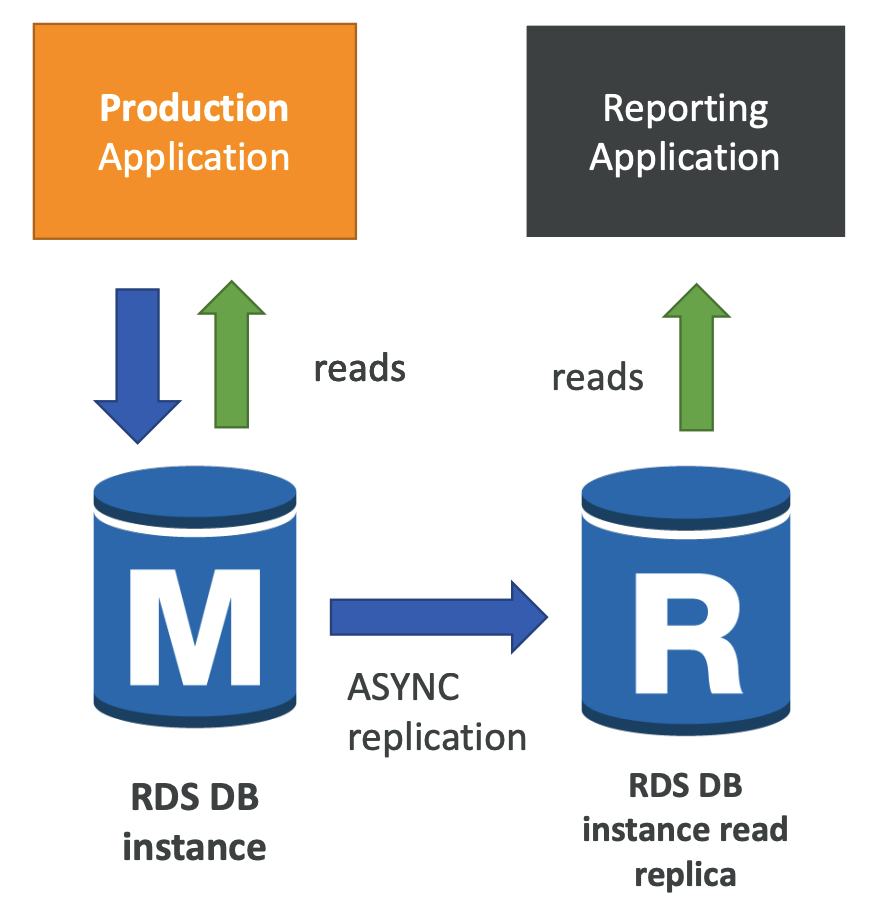 Production
Application
Reporting
Application
reads
reads
M
R
ASYNC
replication
RDS DB
instance
RDS DB
instance read
replica